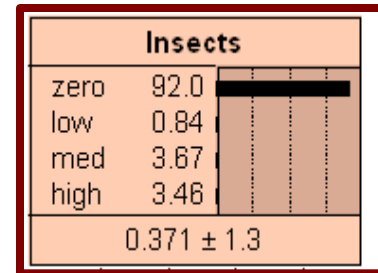 Insects
zero 92.0
low 0.84
med 3.67
high 3.46
0.371 ± 1.3